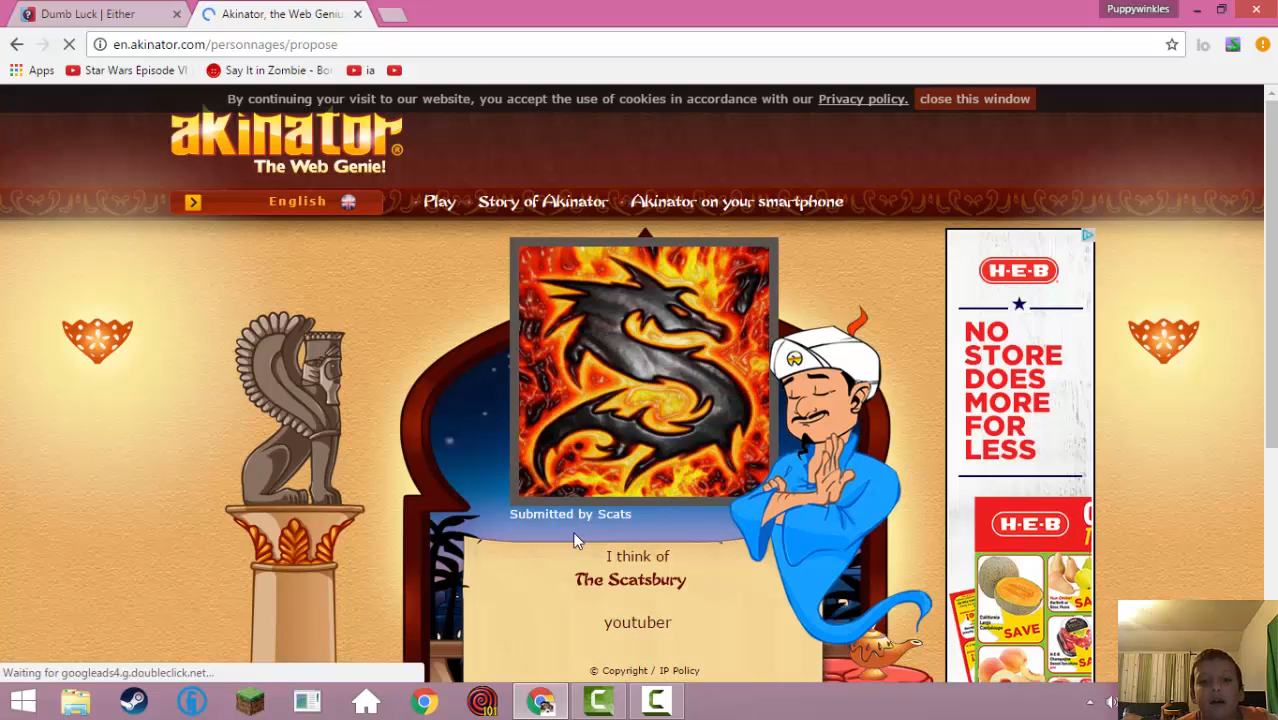 Dumb Luck | Either
Akinator, the Web Geniu
Puppywinkles
en.akinator.com/personnages/propose
Apps
Star Wars Episode VI
Say It in Zombie - Bo
ia
io
By continuing your visit to our website, you accept the use of cookies in accordance with our Privacy policy. close this window
akinator®
The Web Genie!
English
· Play · Story of Akinator · Akinator on your smartphone
Submitted by Scats
I think of
The Scatsbury
youtuber
© Copyright / IP Policy
H-E-B
NO
STORE
DOES
MORE
FOR
LESS
H-E-B
SAVE
Waiting for googleads4.g.doubleclick.net...
101